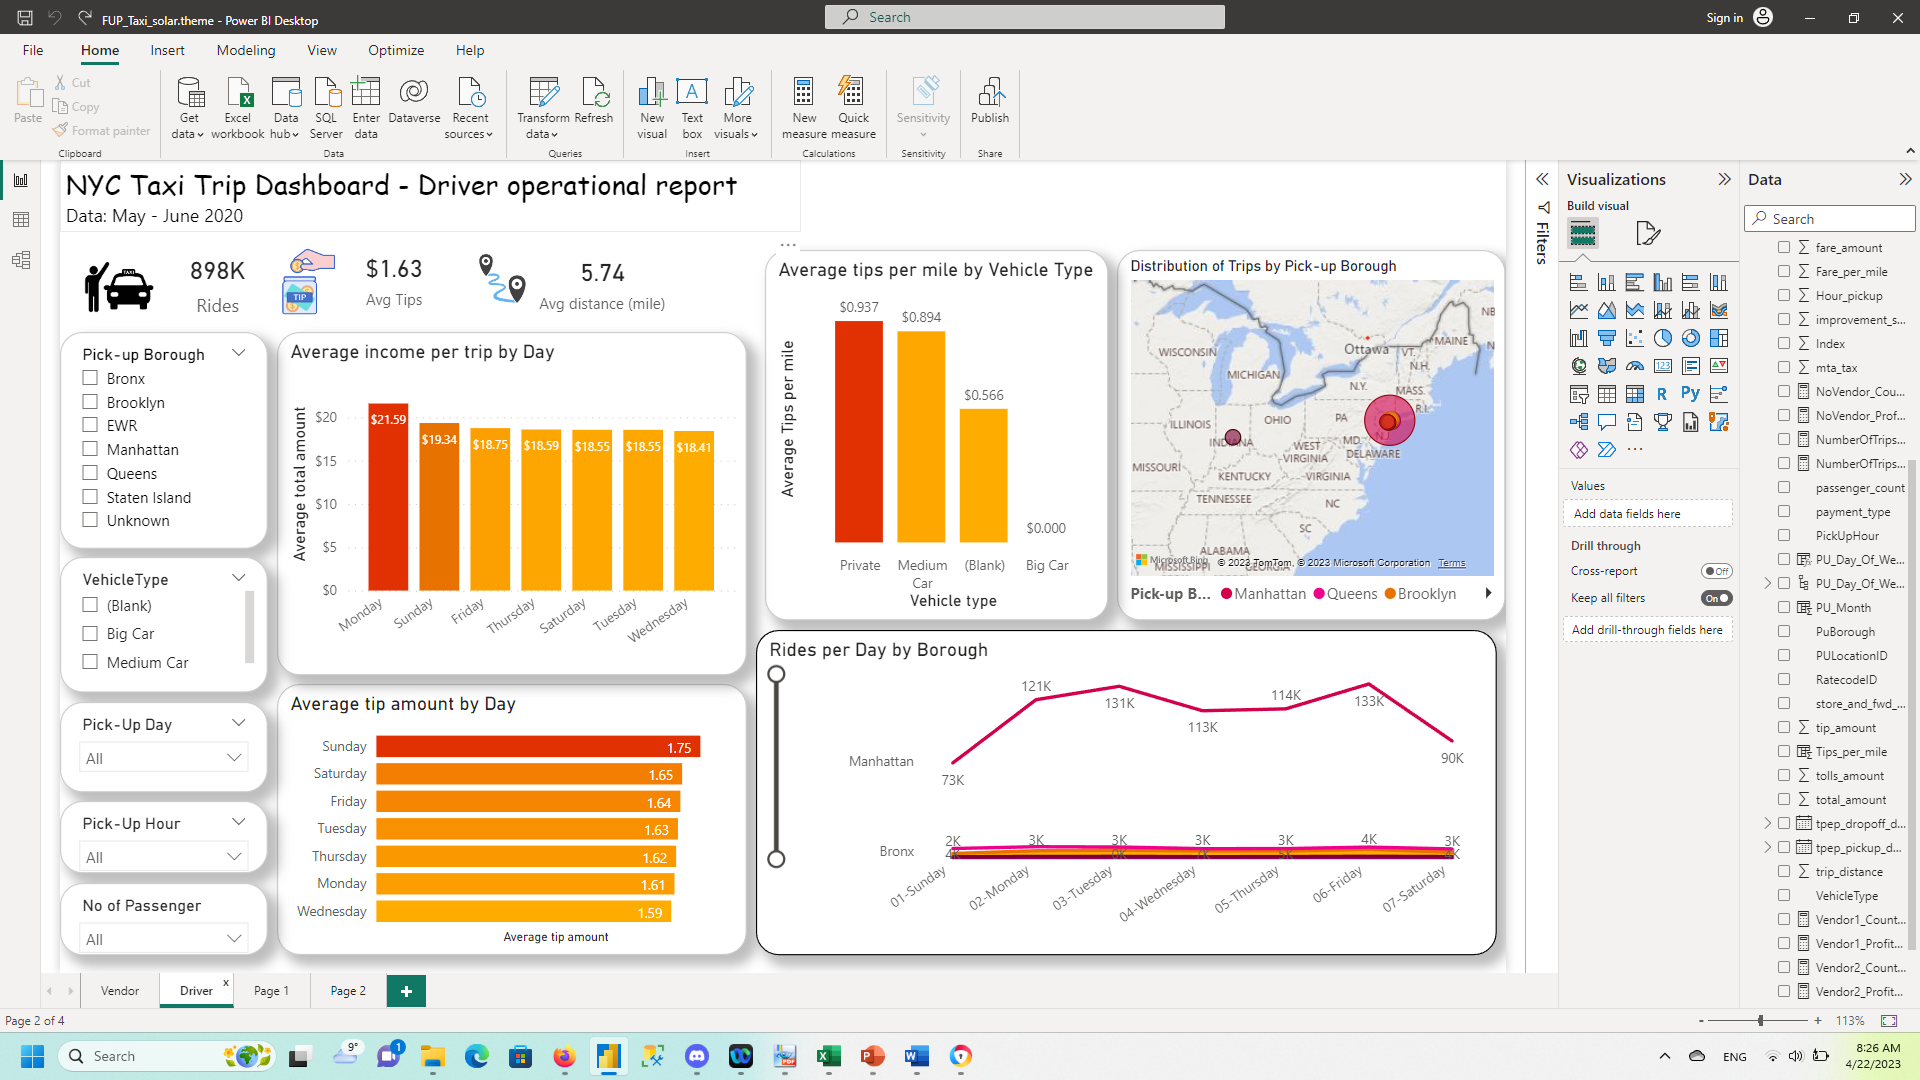 FUP_Taxi_solar.theme - Power BI Desktop
Search
Sign in
File
Home
Insert
Modeling
View
Optimize
Help
Paste
Cut
Copy
Format painter
Clipboard
Get data
Excel workbook
Data hub
SQL Server
Enter data
Dataverse
Recent sources
Data
Transform data
Refresh
Queries
New visual
Text box
More visuals
Insert
New measure
Quick measure
Calculations
Sensitivity
Sensitivity
Publish
Share
NYC Taxi Trip Dashboard - Driver operational report
Data: May - June 2020
TAXI
898K
Rides
TIP
$1.63
Avg Tips
5.74
Avg distance (mile)
Pick-up Borough
Bronx
Brooklyn
EWR
Manhattan
Queens
Staten Island
Unknown
VehicleType
(Blank)
Big Car
Medium Car
Pick-Up Day
All
Pick-Up Hour
All
No of Passenger
All
Average income per trip by Day
Average total amount
$20
$15
$10
$5
$0
$21.59
$19.34
$18.75
$18.59
$18.55
$18.55
$18.41
Monday
Sunday
Friday
Thursday
Saturday
Tuesday
Wednesday
Average tip amount by Day
Sunday 1.75
Saturday 1.65
Friday 1.64
Tuesday 1.63
Thursday 1.62
Monday 1.61
Wednesday 1.59
Average tip amount
Average tips per mile by Vehicle Type
Average Tips per mile
$0.937
$0.894
$0.566
$0.000
Private
Medium Car
(Blank)
Big Car
Vehicle type
Distribution of Trips by Pick-up Borough
WISCONSIN
MICHIGAN
Ottawa
VT.
MAINE
NB
N
N.H.
N.Y.
MASS.
R.I.
PA
ILLINOIS
INDIANA
OHIO
NJ
MD
WEST VIRGINIA
DELAWARE
MISSOURI
KENTUCKY
VIRGINIA
TENNESSEE
NC
SC
ALABAMA
MISSISSIPPI
GEORGIA
Microsoft Bing
© 2023 TomTom, © 2023 Microsoft Corporation Terms
Pick-up B...
Manhattan
Queens
Brooklyn
Rides per Day by Borough
Manhattan
Bronx
73K
121K
131K
113K
114K
133K
90K
2K
3K
3K
3K
3K
4K
3K
4K
01-Sunday
02-Monday
03-Tuesday
04-Wednesday
05-Thursday
06-Friday
07-Saturday
Filters
Visualizations
Build visual
R
Py
123
Values
Add data fields here
Drill through
Cross-report
Off
Keep all filters
On
Add drill-through fields here
Data
Search
fare_amount
Fare_per_mile
Hour_pickup
improvement_s...
Index
mta_tax
NoVendor_Cou...
NoVendor_Prof...
NumberOfTrips...
NumberOfTrips...
passenger_count
payment_type
PickUpHour
PU_Day_Of_We...
PU_Day_Of_We...
PU_Month
PuBorough
PULocationID
RatecodeID
store_and_fwd_...
tip_amount
Tips_per_mile
tolls_amount
total_amount
tpep_dropoff_d...
tpep_pickup_d...
trip_distance
VehicleType
Vendor1_Count...
Vendor1_Profit...
Vendor2_Count...
Vendor2_Profit...
Vendor
Driver
x
Page 1
Page 2
+
Page 2 of 4
-
+
113%
Search
9°
1
ENG
8:26 AM
4/22/2023